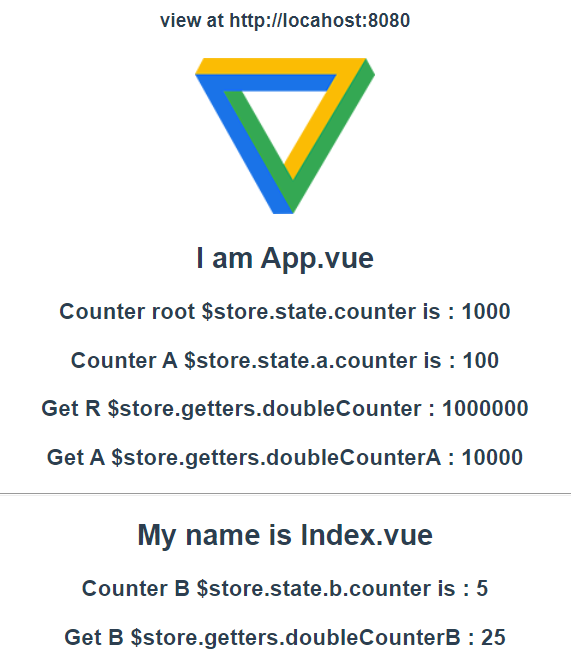 view at http://locahost:8080
I am App.vue
Counter root $store.state.counter is : 1000
Counter A $store.state.a.counter is : 100
Get R $store.getters.doubleCounter : 1000000
Get A $store.getters.doubleCounterA : 10000
My name is Index.vue
Counter B $store.state.b.counter is : 5
Get B $store.getters.doubleCounterB : 25